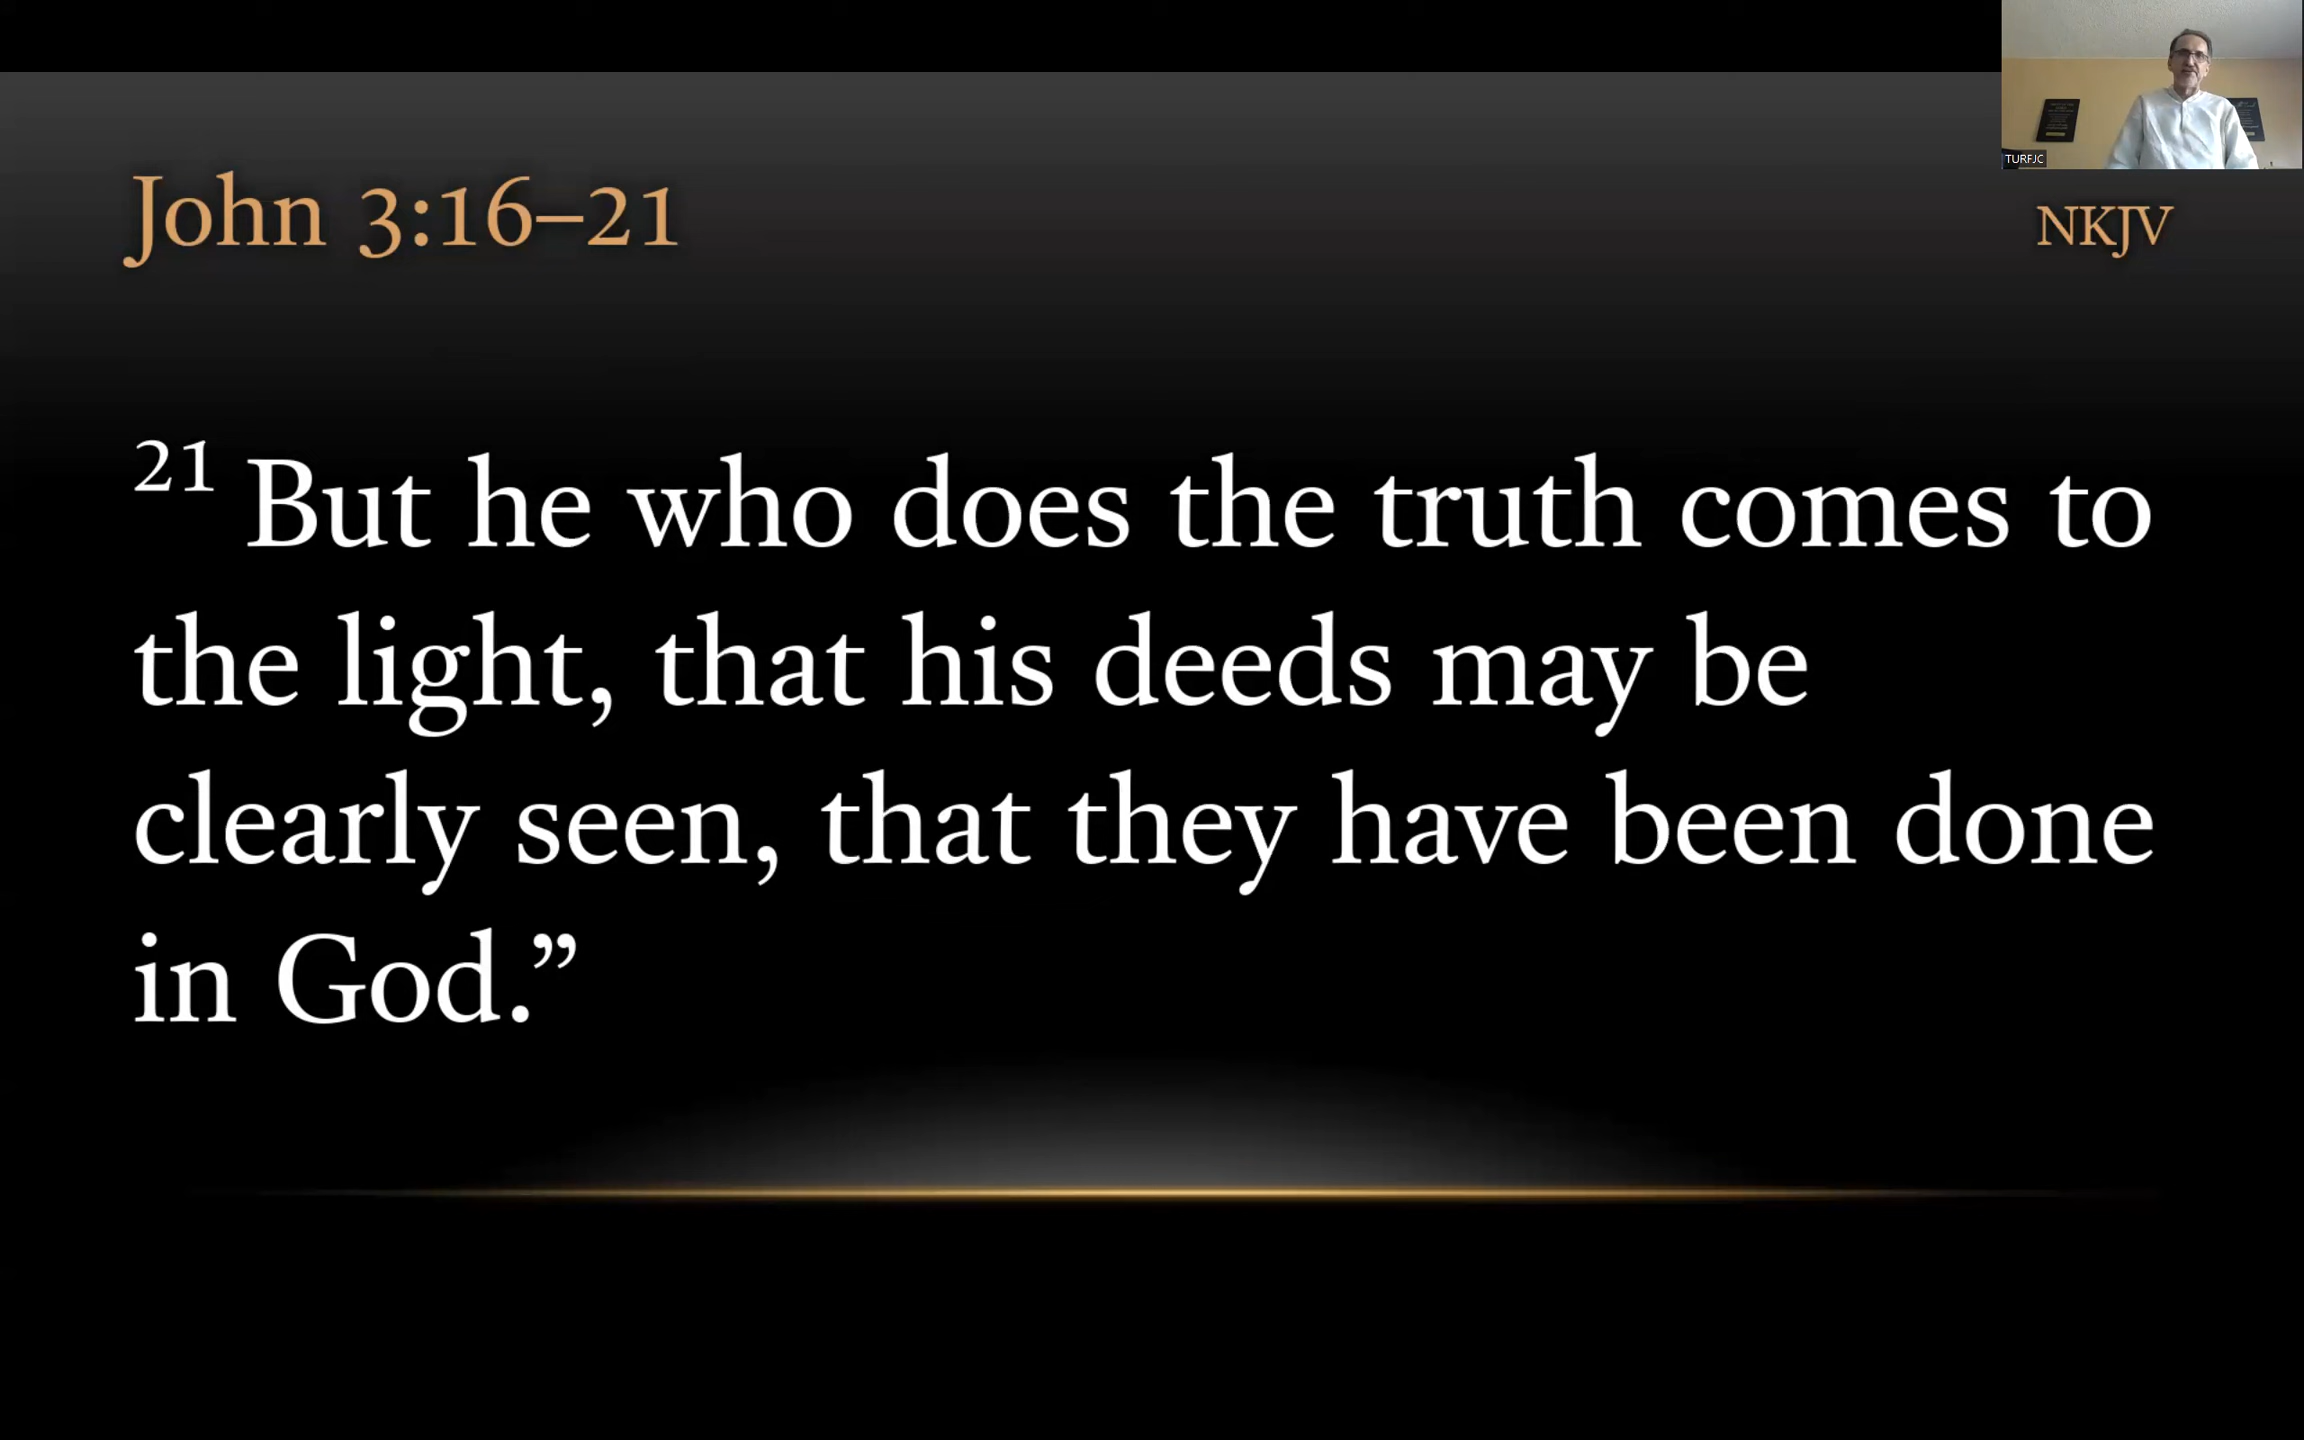 TURFJC
John 3:16–21
NKJV
21 But he who does the truth comes to
the light, that his deeds may be
clearly seen, that they have been done
in God.”